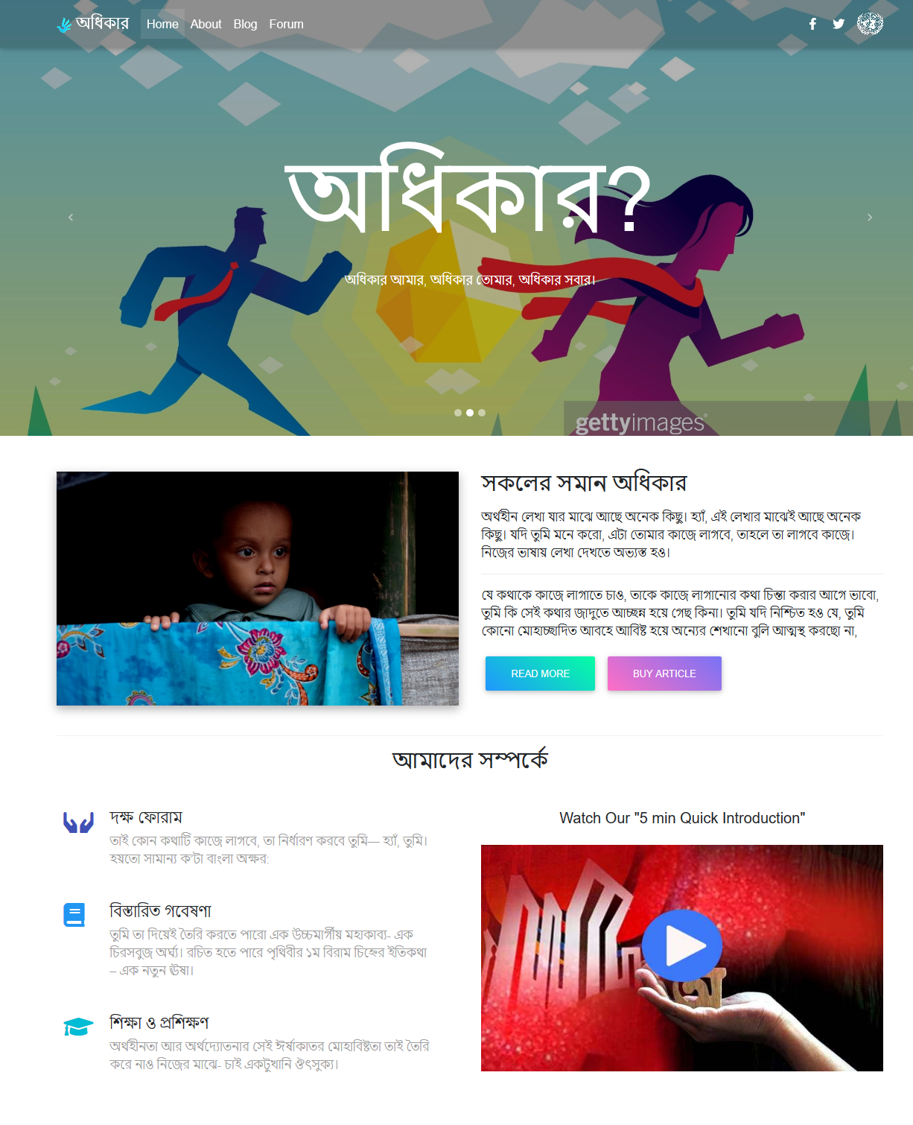 অধিকার Home About Blog Forum
অধিকার?
অধিকার আমার, অধিকার তোমার, অধিকার সবার।
gettyimages®
সকলের সমান অধিকার
অর্থহীন লেখা যার মাঝে আছে অনেক কিছু। হ্যাঁ, এই লেখার মাঝেই আছে অনেক
কিছু। যদি তুমি মনে করো, এটা তোমার কাজে লাগবে, তাহলে তা লাগবে কাজে।
নিজের ভাষায় লেখা দেখতে অভ্যস্ত হও।
যে কথাকে কাজে লাগাতে চাও, তাকে কাজে লাগানোর কথা চিন্তা করার আগে ভাবো,
তুমি কি সেই কথার জাদুতে আচ্ছন্ন হয়ে গেছ কিনা। তুমি যদি নিশ্চিত হও যে, তুমি
কোনো মোহাচ্ছাদিত আবহে আবিষ্ট হয়ে অন্যের শেখানো বুলি আত্মস্থ করছো না,
READ MORE BUY ARTICLE
আমাদের সম্পর্কে
দক্ষ ফোরাম
তাই কোন কথাটি কাজে লাগবে, তা নির্ধারণ করবে তুমি— হ্যাঁ, তুমি।
হয়তো সামান্য ক'টা বাংলা অক্ষর:
বিস্তারিত গবেষণা
তুমি তা দিয়েই তৈরি করতে পারো এক উচ্চমার্গীয় মহাকাব্য- এক
চিরসবুজ অর্ঘ্য। রচিত হতে পারে পৃথিবীর ১ম বিরাম চিহ্নের ইতিকথা
– এক নতুন ঊষা।
শিক্ষা ও প্রশিক্ষণ
অর্থহীনতা আর অর্থদ্যোতনার সেই ঈর্ষাকাতর মোহাবিষ্টতা তাই তৈরি
করে নাও নিজের মাঝে- চাই একটুখানি ঔৎসুক্য।
Watch Our "5 min Quick Introduction"
অ